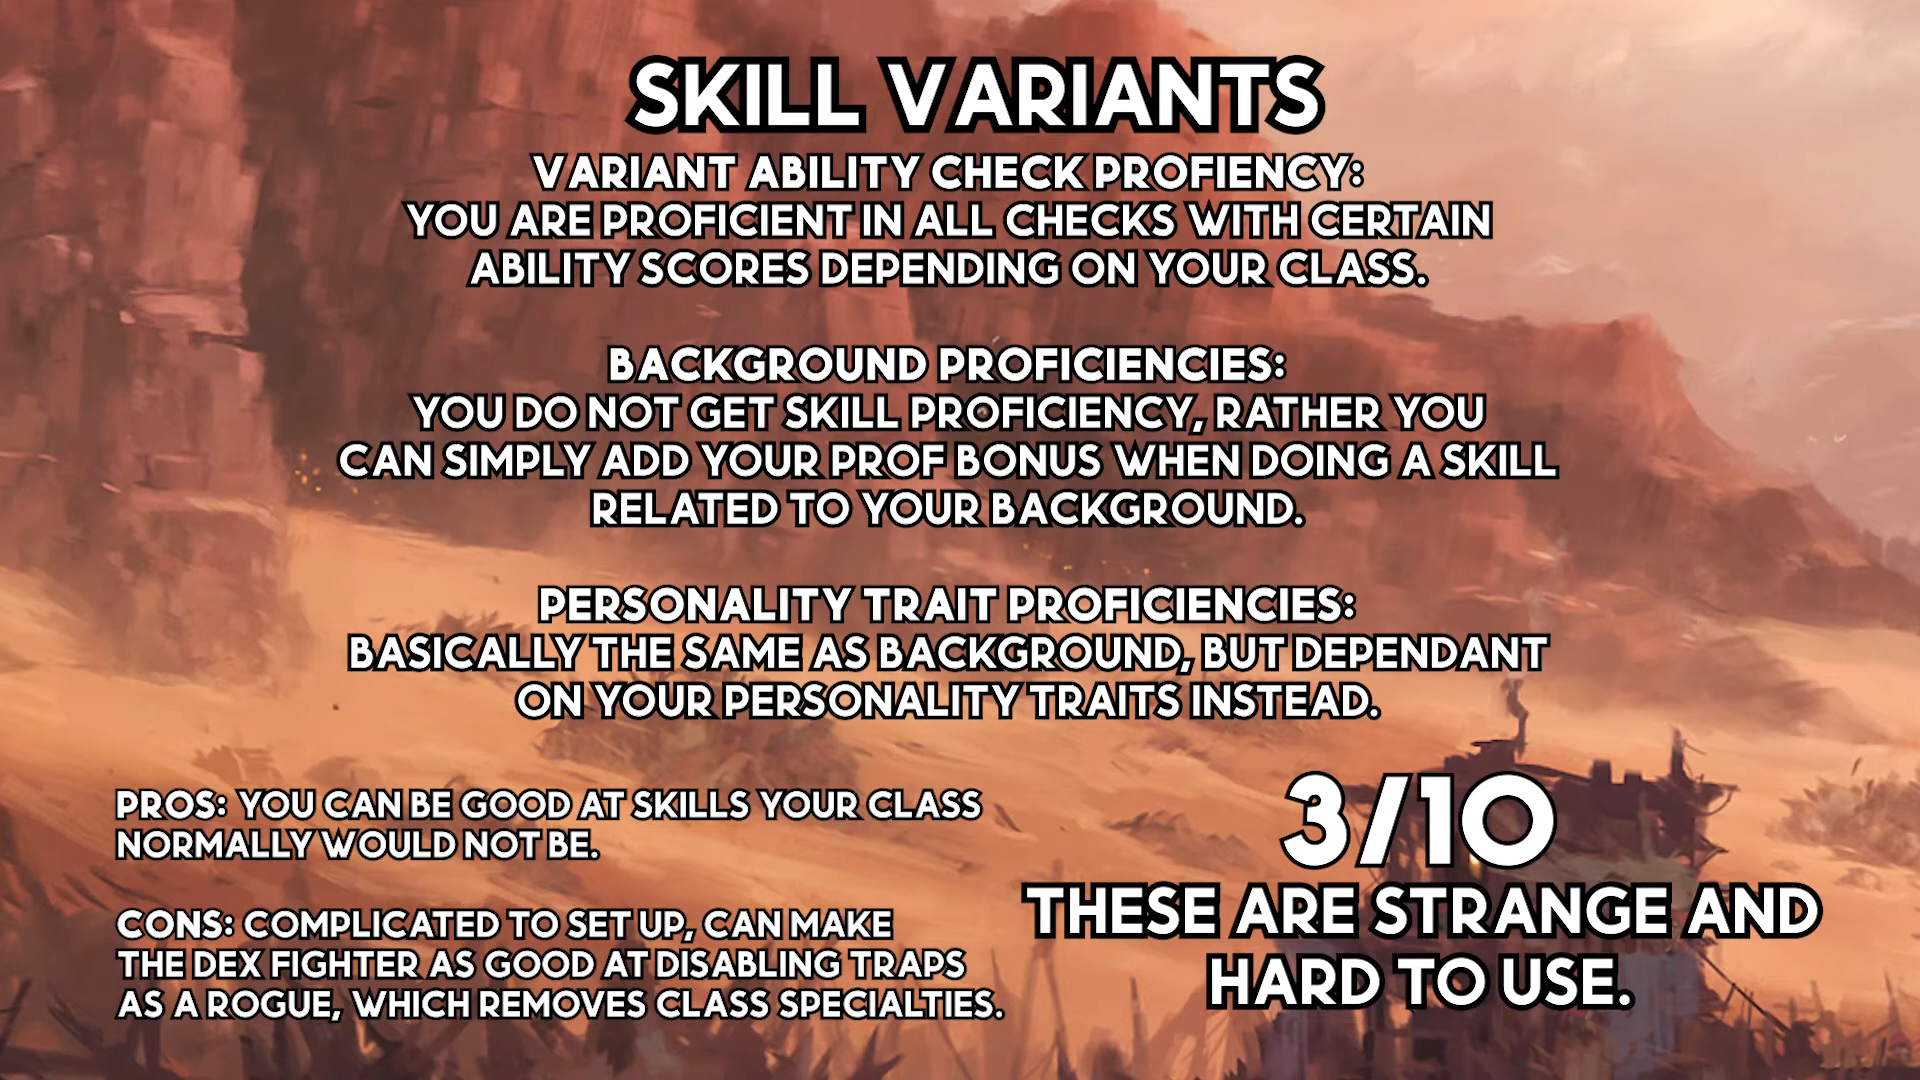 SKILL VARIANTS
VARIANT ABILITY CHECK PROFIENCY:
YOU ARE PROFICIENT IN ALL CHECKS WITH CERTAIN
ABILITY SCORES DEPENDING ON YOUR CLASS.
BACKGROUND PROFICIENCIES:
YOU DO NOT GET SKILL PROFICIENCY, RATHER YOU
CAN SIMPLY ADD YOUR PROF BONUS WHEN DOING A SKILL
RELATED TO YOUR BACKGROUND.
PERSONALITY TRAIT PROFICIENCIES:
BASICALLY THE SAME AS BACKGROUND, BUT DEPENDANT
ON YOUR PERSONALITY TRAITS INSTEAD.
PROS: YOU CAN BE GOOD AT SKILLS YOUR CLASS
NORMALLY WOULD NOT BE.
CONS: COMPLICATED TO SET UP, CAN MAKE
THE DEX FIGHTER AS GOOD AT DISABLING TRAPS
AS A ROGUE, WHICH REMOVES CLASS SPECIALTIES.
3/10
THESE ARE STRANGE AND
HARD TO USE.